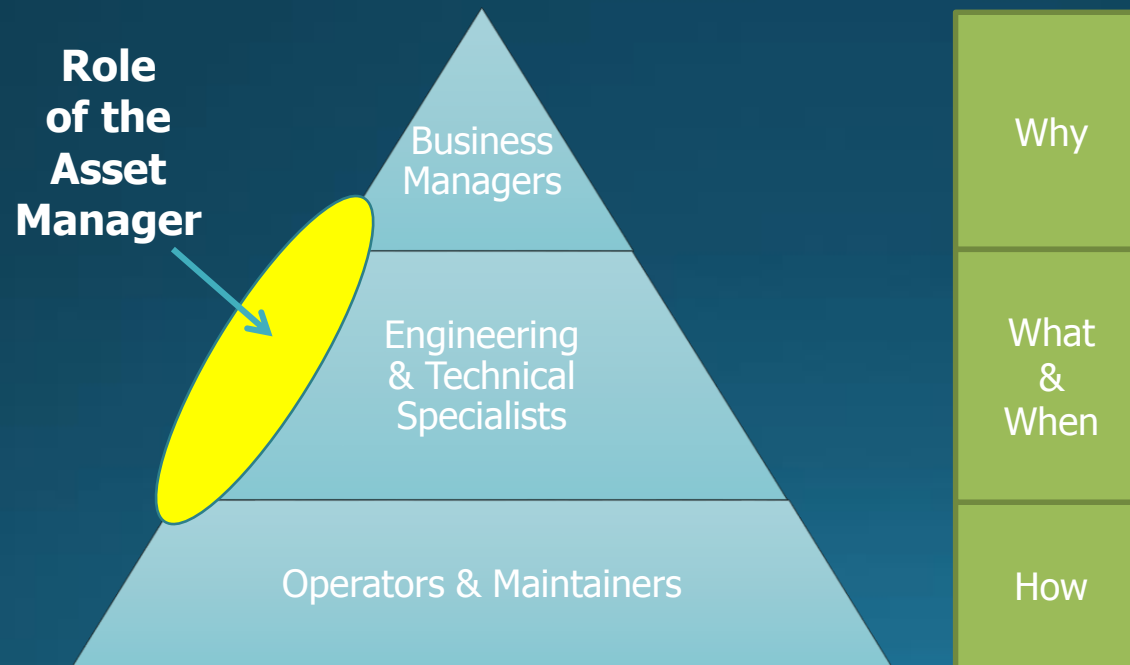 Role
of the
Asset
Manager
Business
Managers
Engineering
& Technical
Specialists
Operators & Maintainers
Why
What
&
When
How